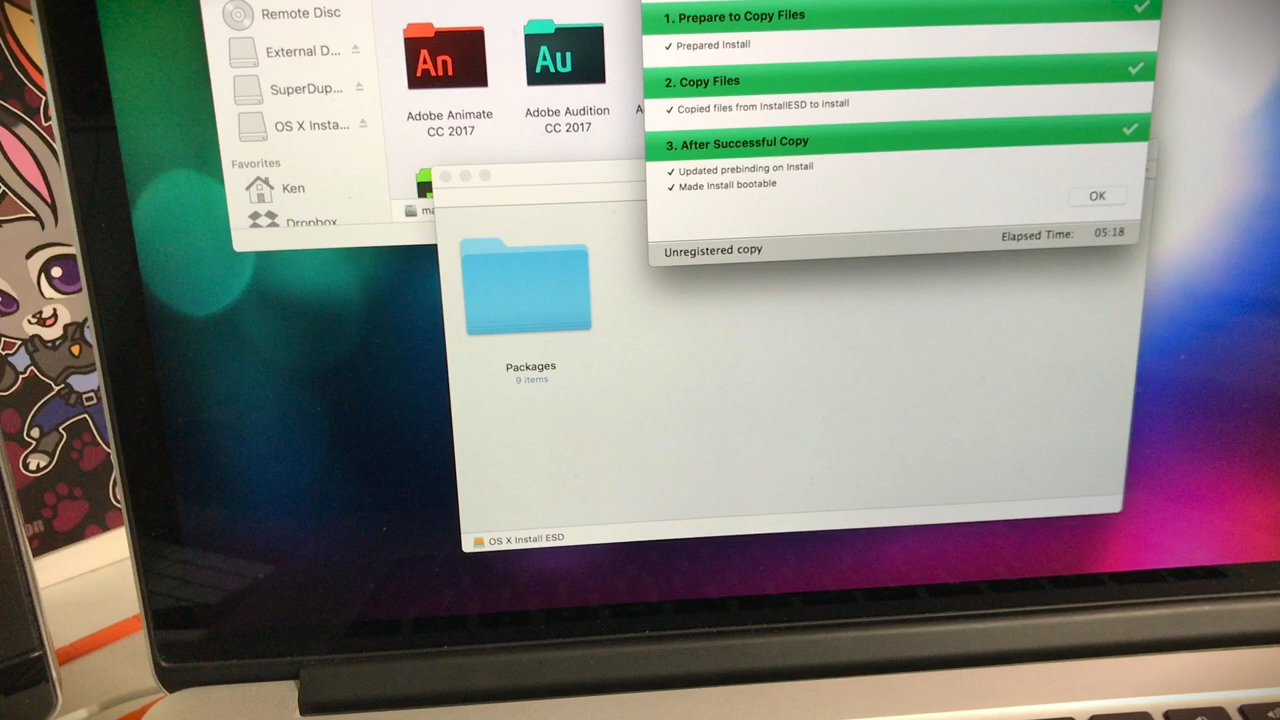 Remote Disc
External D...
SuperDup...
OS X Insta...
Favorites
Ken
Dropbox
An
Adobe Animate
CC 2017
Au
Adobe Audition
CC 2017
1. Prepare to Copy Files
Prepared Install
2. Copy Files
Copied files from InstallESD to Install
3. After Successful Copy
Updated prebinding on Install
Made Install bootable
OK
Unregistered copy
Elapsed Time: 05:18
Packages
9 items
OS X Install ESD